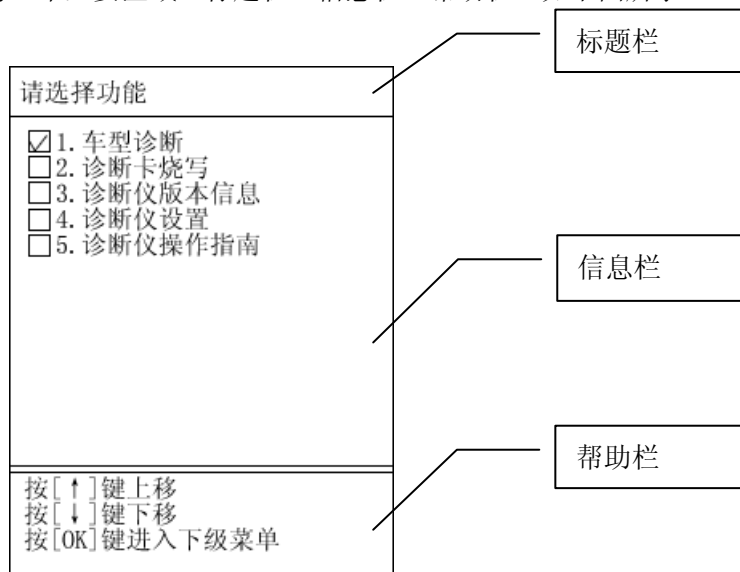 标题栏
请选择功能
☑1.车型诊断
☐2.诊断卡烧写
☐3.诊断仪版本信息
☐4.诊断仪设置
☐5.诊断仪操作指南
信息栏
帮助栏
按[↑]键上移
按[↓]键下移
按[OK]键进入下级菜单